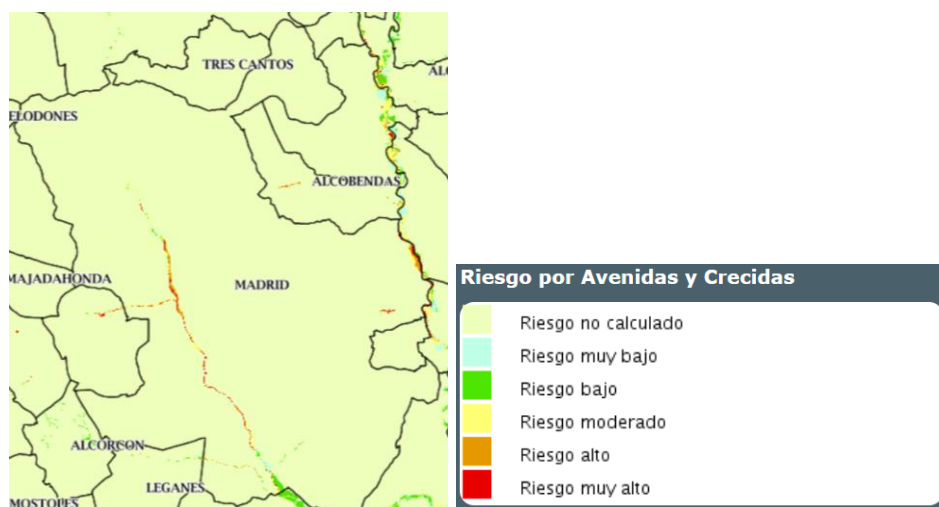 TRES CANTOS
AL
ELODONES
ALCOBENDAS
MAJADAHONDA
MADRID
ALCORCON
LEGANES
MOSTOLES
Riesgo por Avenidas y Crecidas
Riesgo no calculado
Riesgo muy bajo
Riesgo bajo
Riesgo moderado
Riesgo alto
Riesgo muy alto